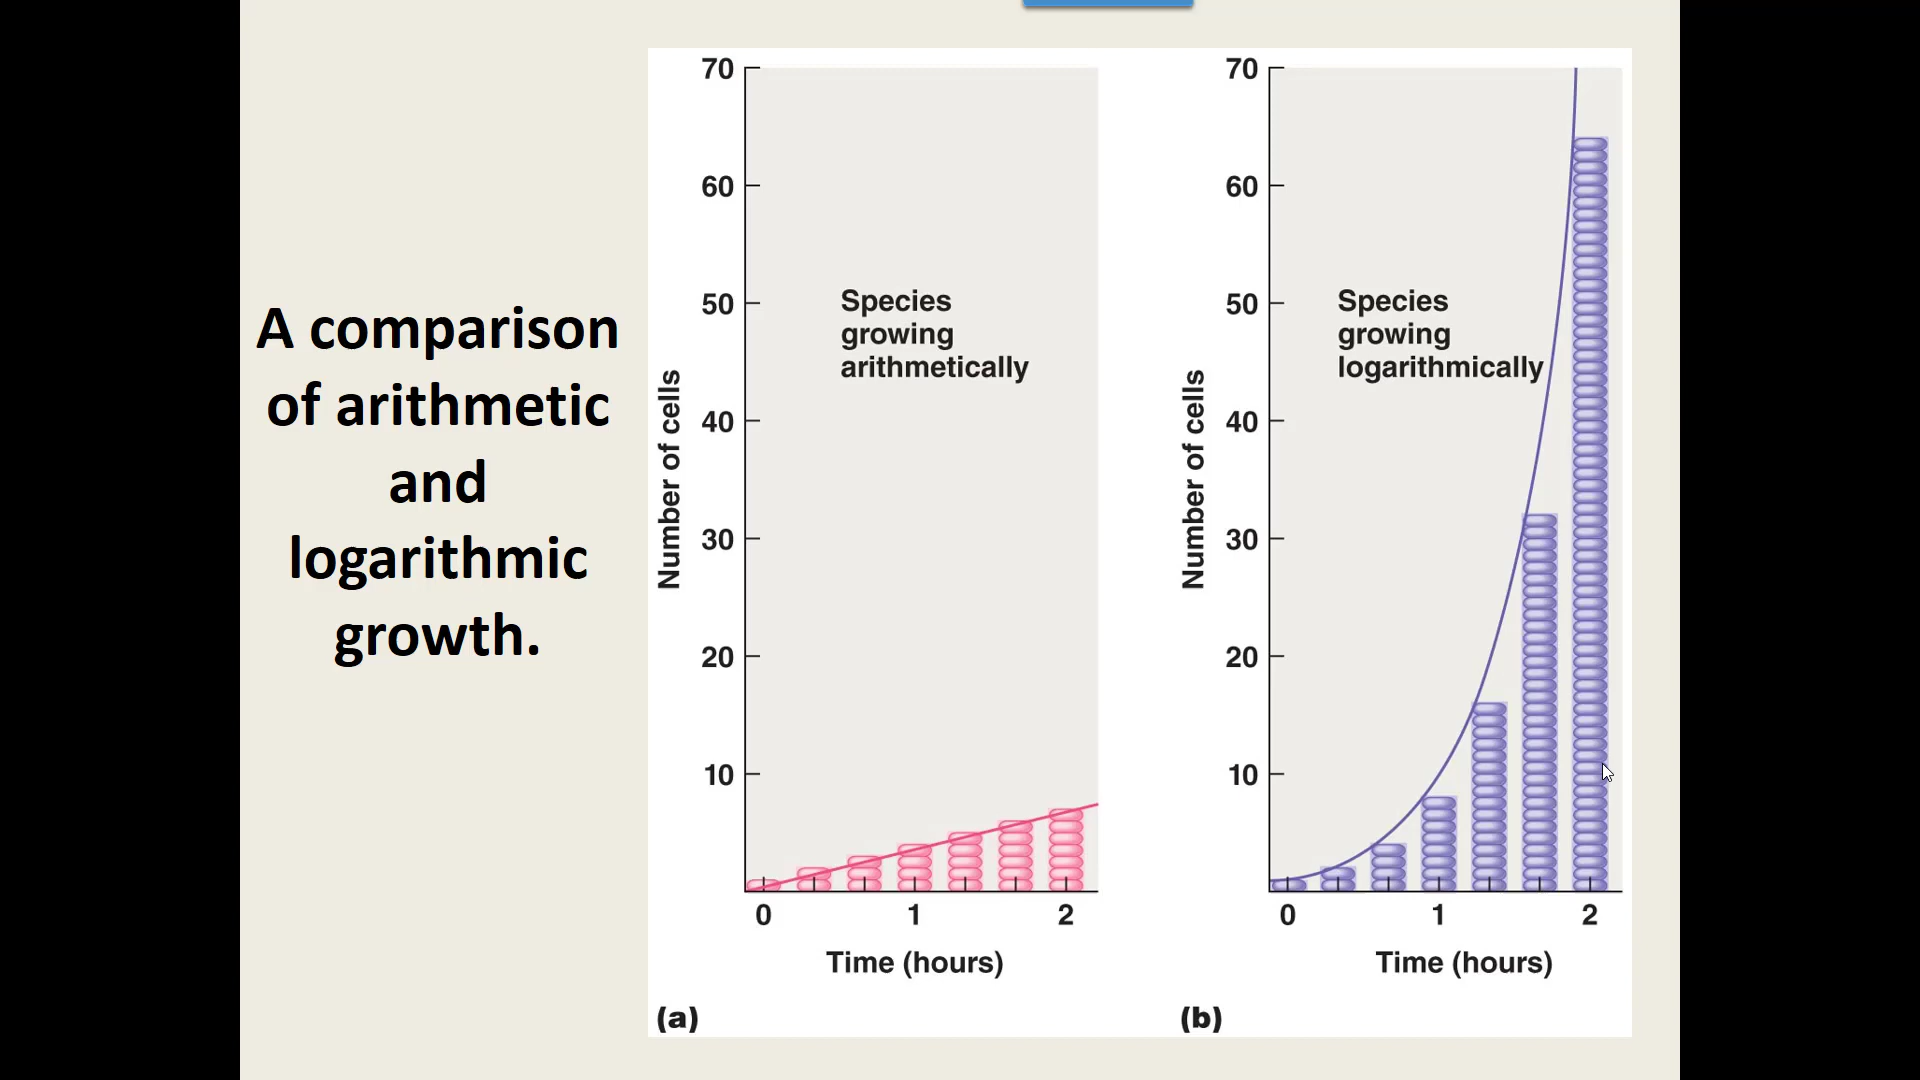 A comparison
of arithmetic
and
logarithmic
growth.
70
60
50
40
30
20
10
Number of cells
Species
growing
arithmetically
0 1 2
Time (hours)
(a)
70
60
50
40
30
20
10
Number of cells
Species
growing
logarithmically
0 1 2
Time (hours)
(b)